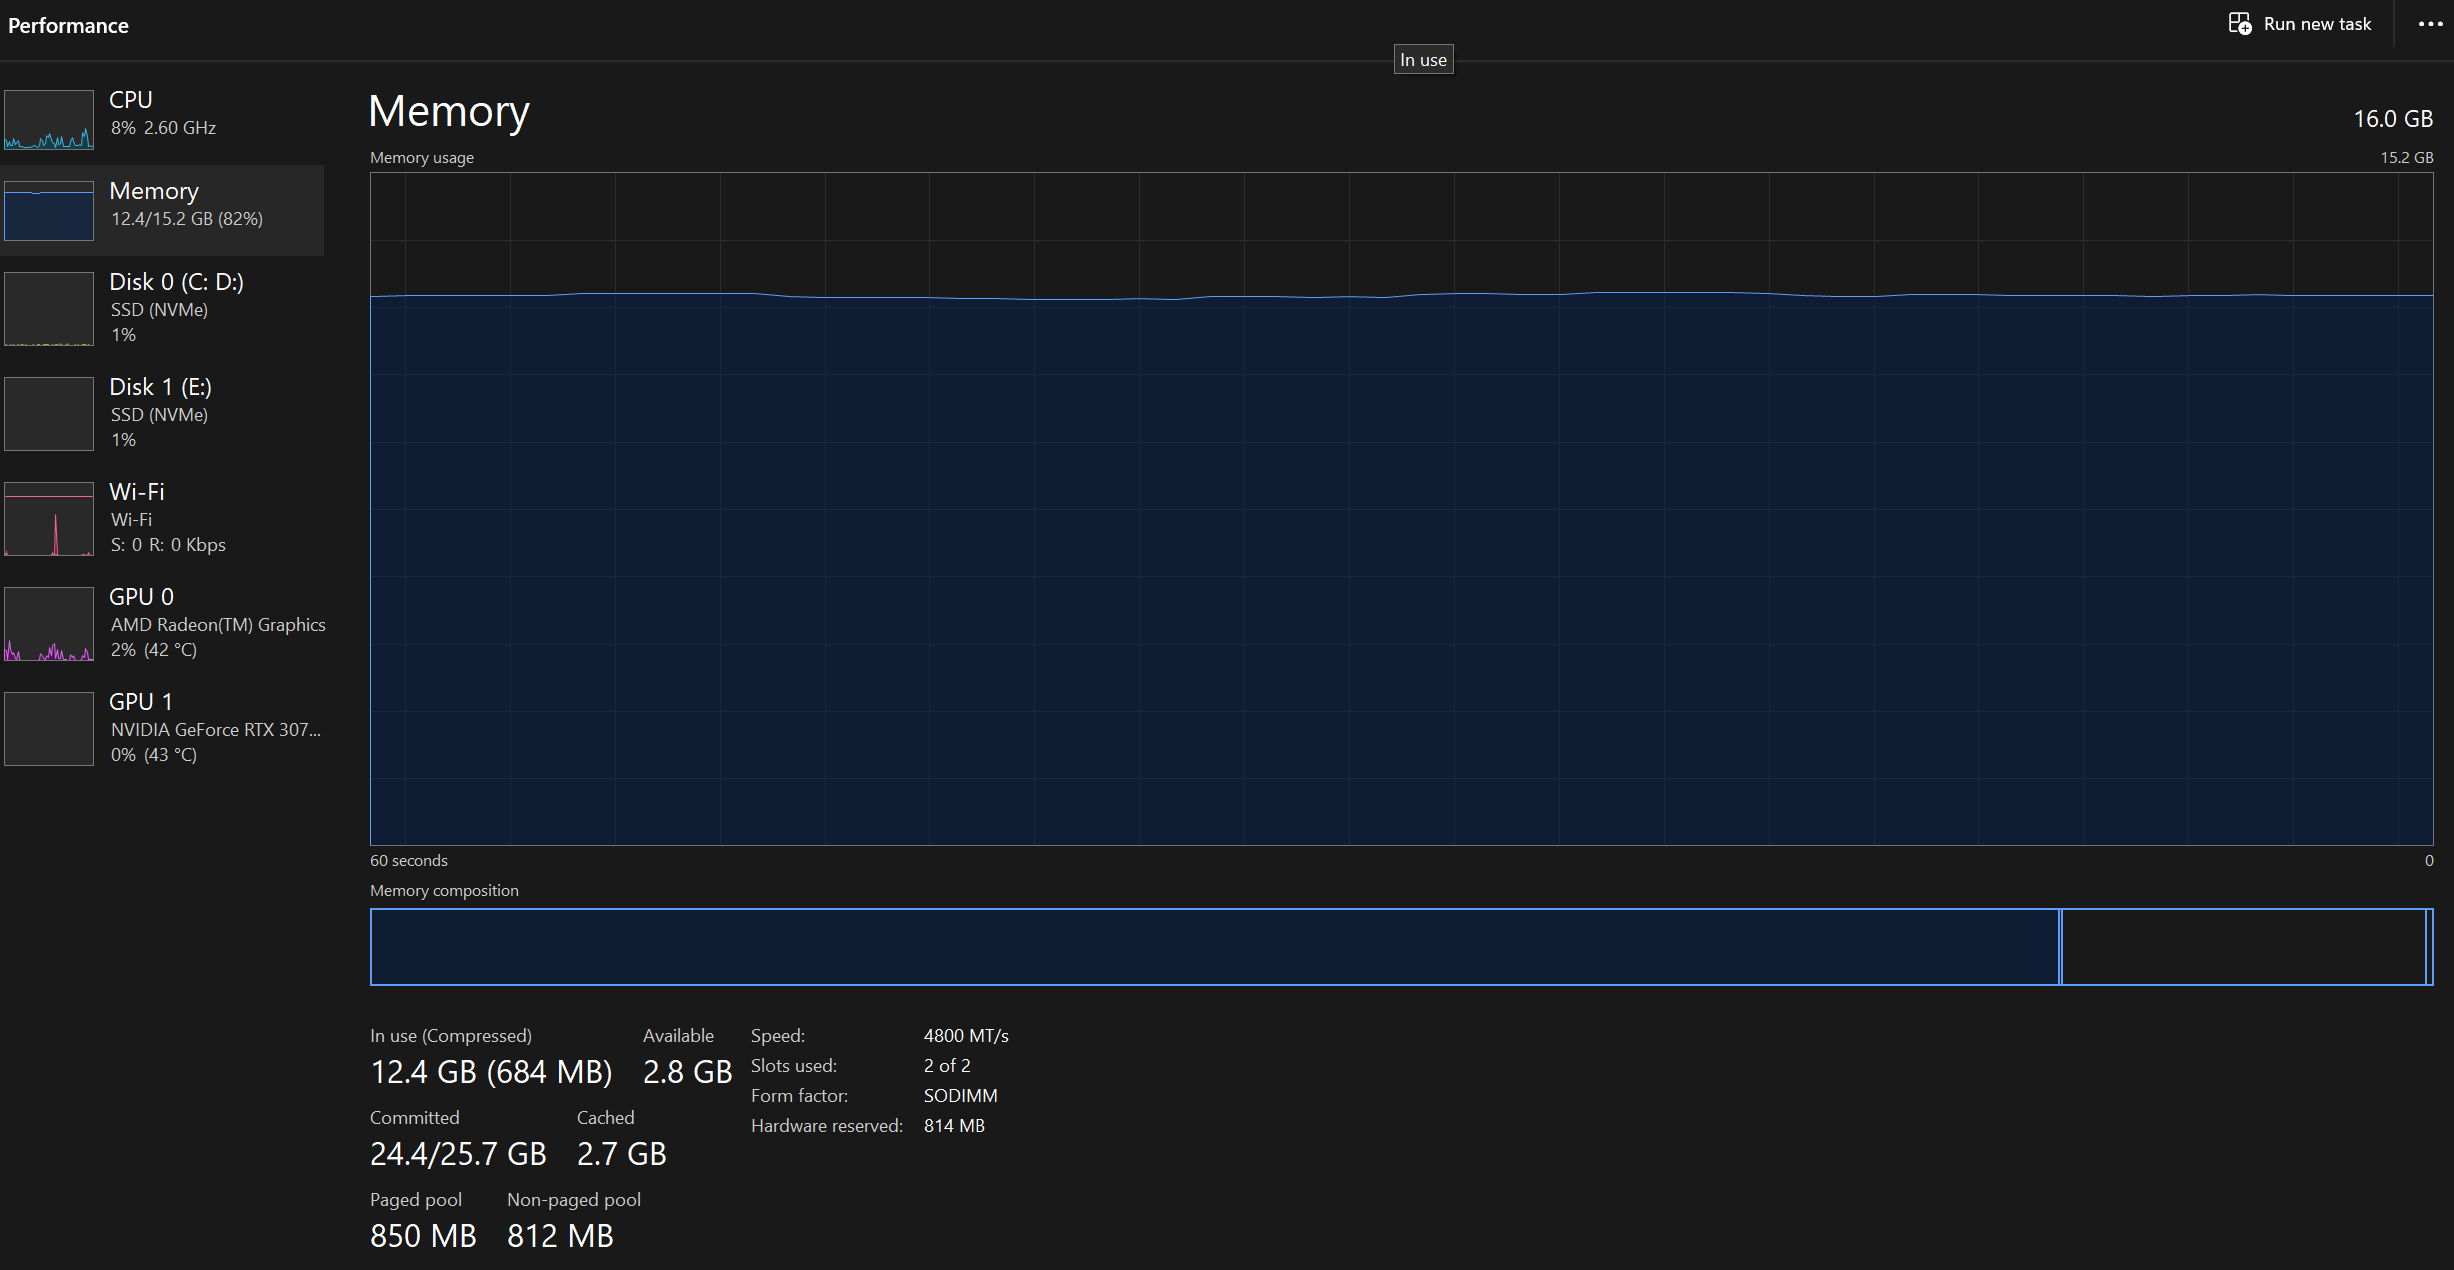 Performance
Run new task
In use
CPU
8% 2.60 GHz
Memory
12.4/15.2 GB (82%)
Disk 0 (C: D:)
SSD (NVMe)
1%
Disk 1 (E:)
SSD (NVMe)
1%
Wi-Fi
Wi-Fi
S: 0 R: 0 Kbps
GPU 0
AMD Radeon(TM) Graphics
2% (42 °C)
GPU 1
NVIDIA GeForce RTX 307...
0% (43 °C)
Memory
16.0 GB
Memory usage
15.2 GB
60 seconds
0
Memory composition
In use (Compressed)
12.4 GB (684 MB)
Available
2.8 GB
Committed
24.4/25.7 GB
Cached
2.7 GB
Paged pool
850 MB
Non-paged pool
812 MB
Speed: 4800 MT/s
Slots used: 2 of 2
Form factor: SODIMM
Hardware reserved: 814 MB